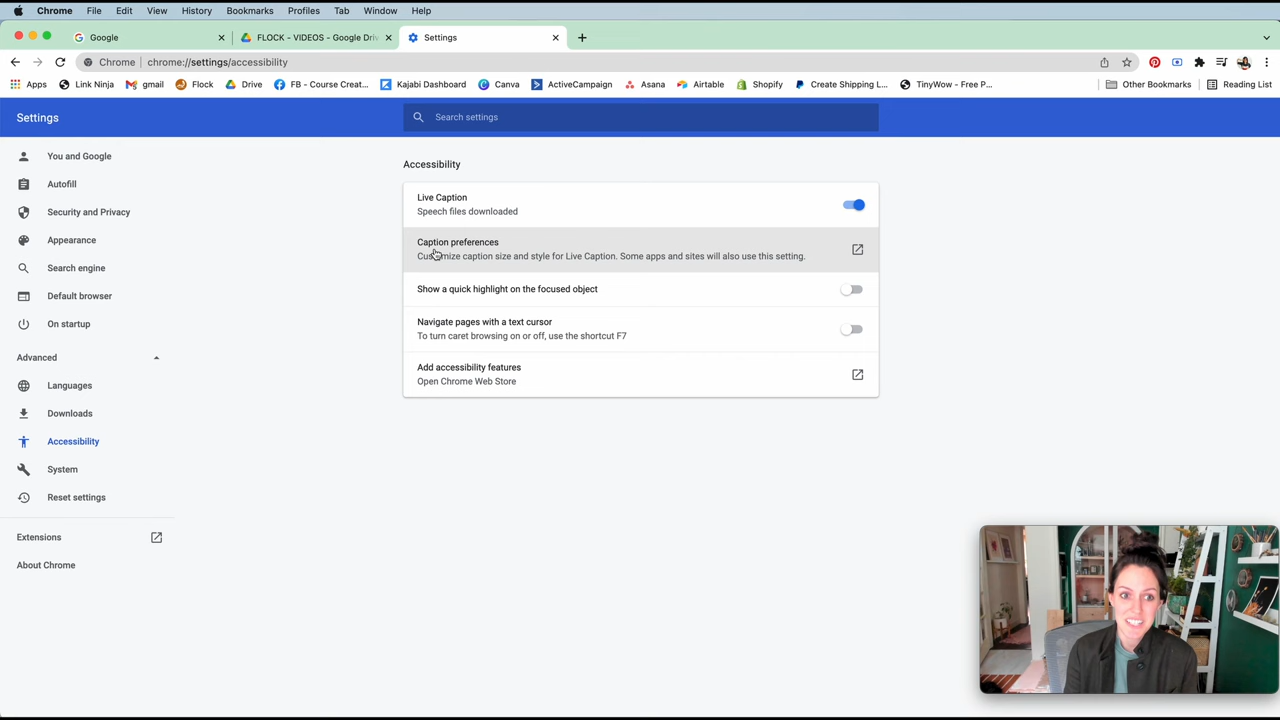 Chrome File Edit View History Bookmarks Profiles Tab Window Help
Google FLOCK - VIDEOS - Google Driv Settings
Chrome chrome://settings/accessibility
Apps Link Ninja gmail Flock Drive FB - Course Creat... Kajabi Dashboard Canva ActiveCampaign Asana Airtable Shopify Create Shipping L... TinyWow - Free P... Other Bookmarks Reading List
Settings
Search settings
You and Google
Autofill
Security and Privacy
Appearance
Search engine
Default browser
On startup
Advanced
Languages
Downloads
Accessibility
System
Reset settings
Extensions
About Chrome
Accessibility
Live Caption
Speech files downloaded
Caption preferences
Customize caption size and style for Live Caption. Some apps and sites will also use this setting.
Show a quick highlight on the focused object
Navigate pages with a text cursor
To turn caret browsing on or off, use the shortcut F7
Add accessibility features
Open Chrome Web Store